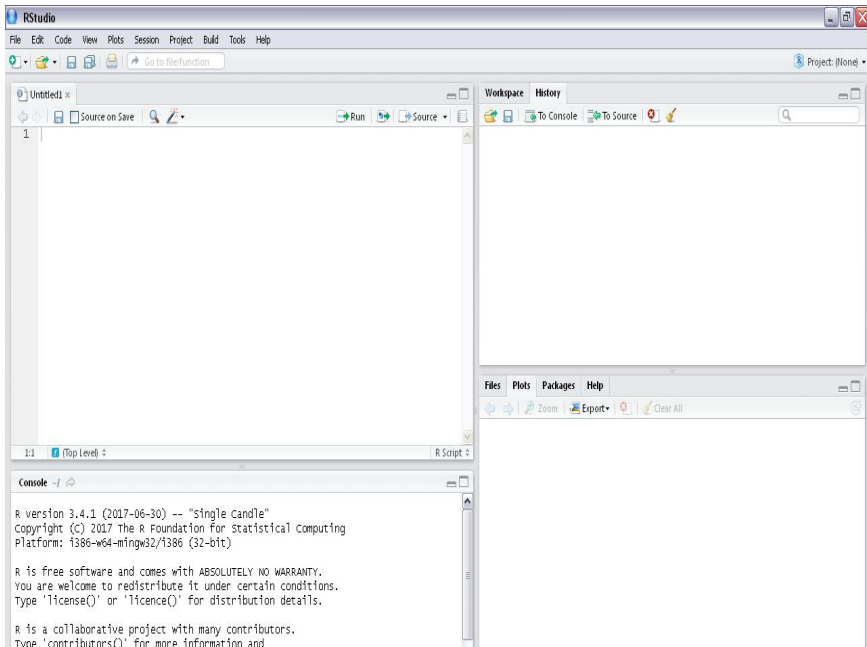 RStudio
File Edit Code View Plots Session Project Build Tools Help
Go to file/function
Project: (None)
Untitled1
Source on Save
Run
Source
1
1:1 (Top Level) R Script
Console ~/
R version 3.4.1 (2017-06-30) -- "Single Candle"
Copyright (C) 2017 The R Foundation for Statistical Computing
Platform: i386-w64-mingw32/i386 (32-bit)
R is free software and comes with ABSOLUTELY NO WARRANTY.
You are welcome to redistribute it under certain conditions.
Type 'license()' or 'licence()' for distribution details.
R is a collaborative project with many contributors.
Type 'contributors()' for more information and
Workspace History
To Console To Source
Files Plots Packages Help
Zoom Export Clear All